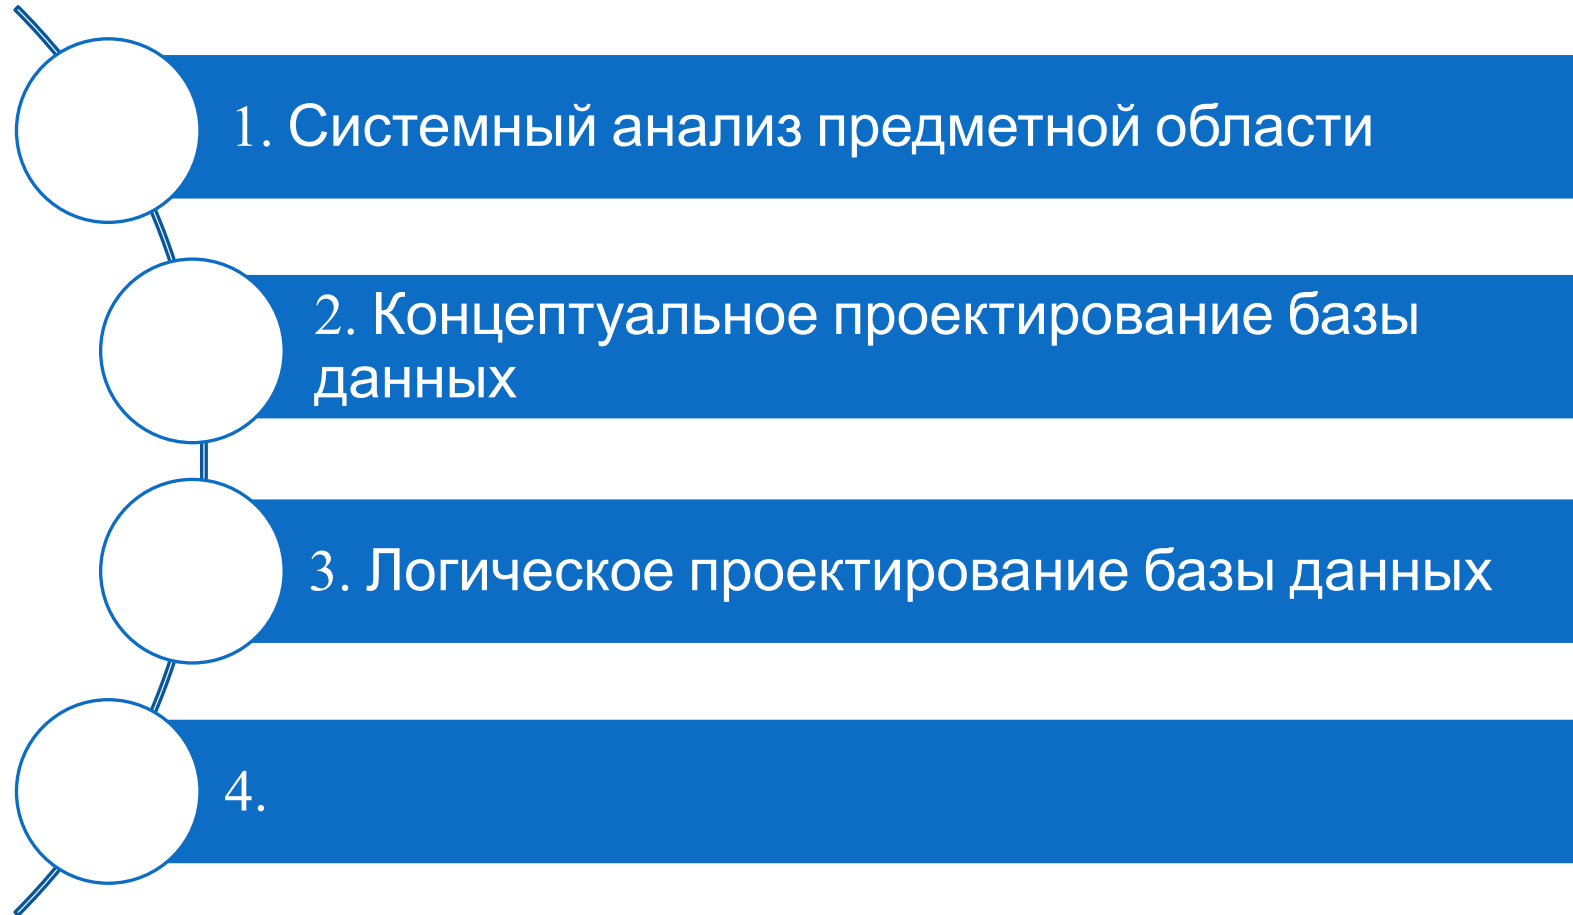 1. Системный анализ предметной области
2. Концептуальное проектирование базы
данных
3. Логическое проектирование базы данных
4.